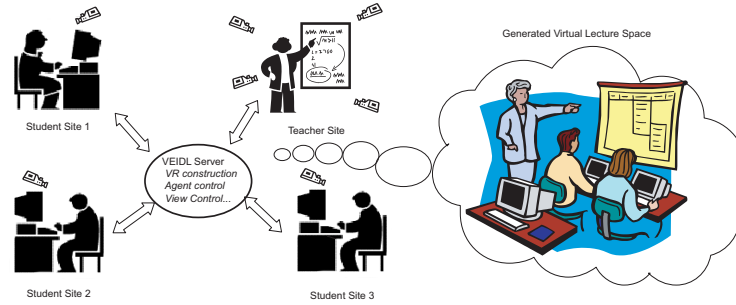 Generated Virtual Lecture Space
Student Site 1
Teacher Site
VEIDL Server
VR construction
Agent control
View Control...
Student Site 2
Student Site 3